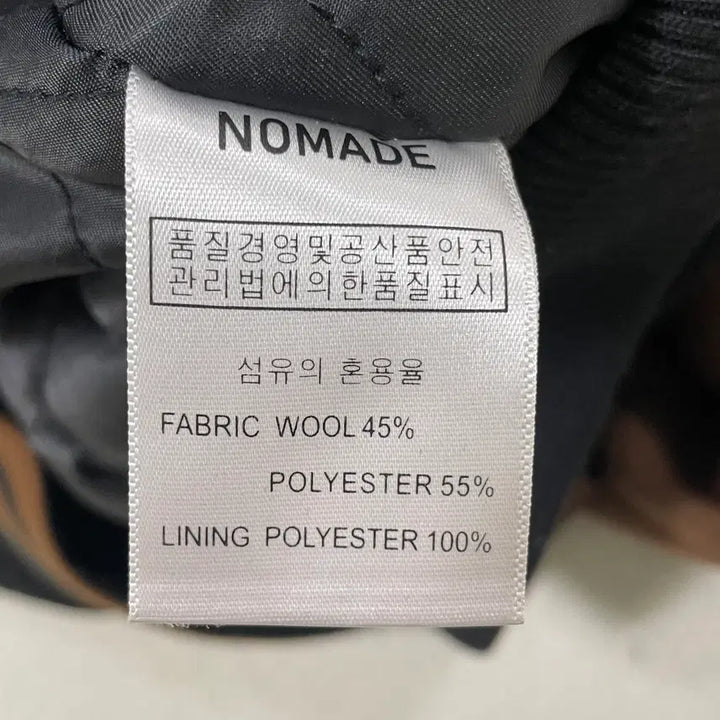 NOMADE
품질경영및공산품안전
관리법에의한품질표시
섬유의 혼용율
FABRIC WOOL 45%
POLYESTER 55%
LINING POLYESTER 100%